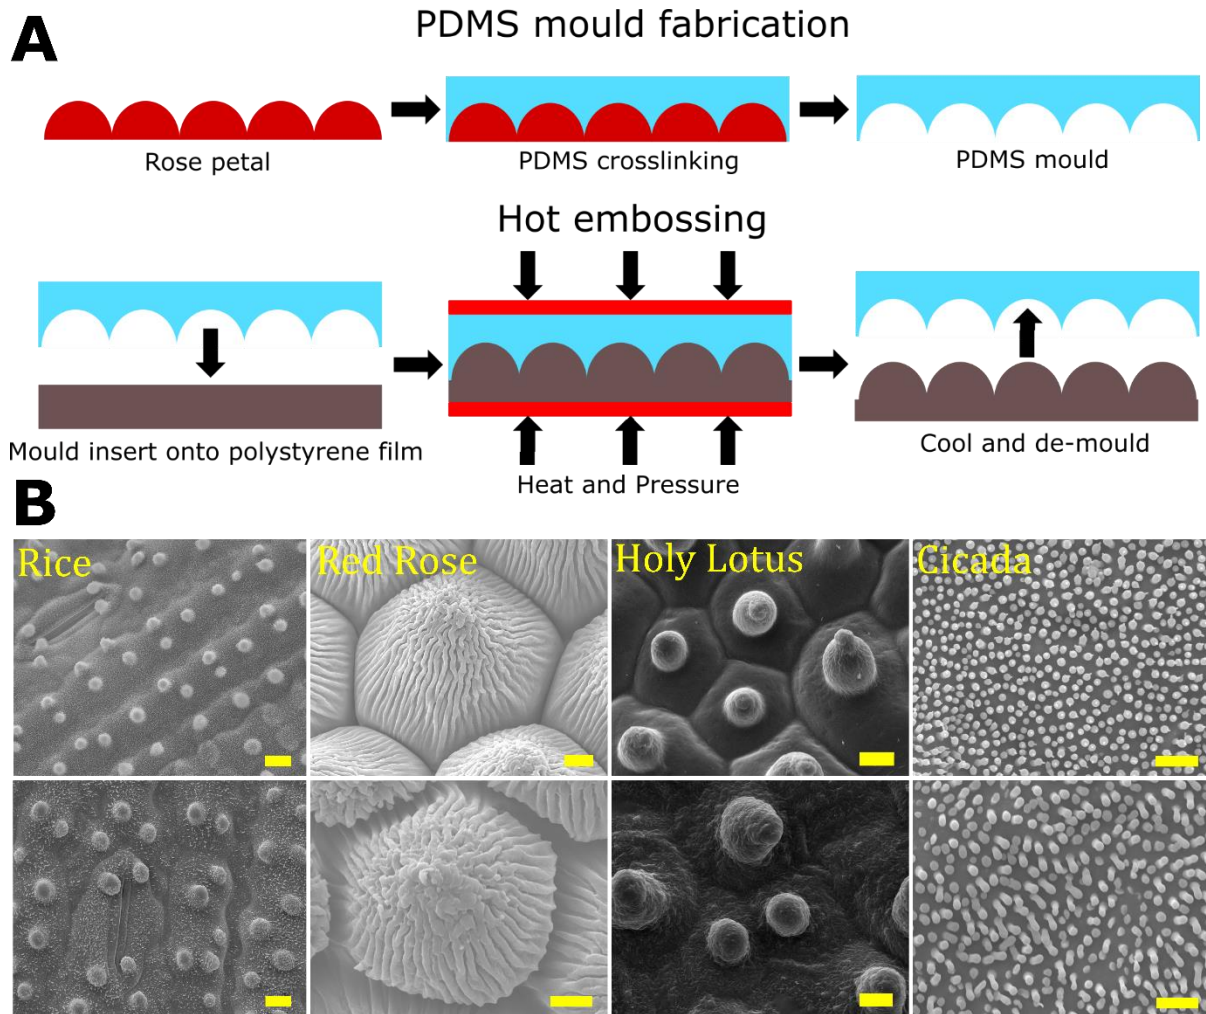 A
PDMS mould fabrication
Rose petal
PDMS crosslinking
PDMS mould
Hot embossing
Mould insert onto polystyrene film
Heat and Pressure
Cool and de-mould
B
Rice
Red Rose
Holy Lotus
Cicada